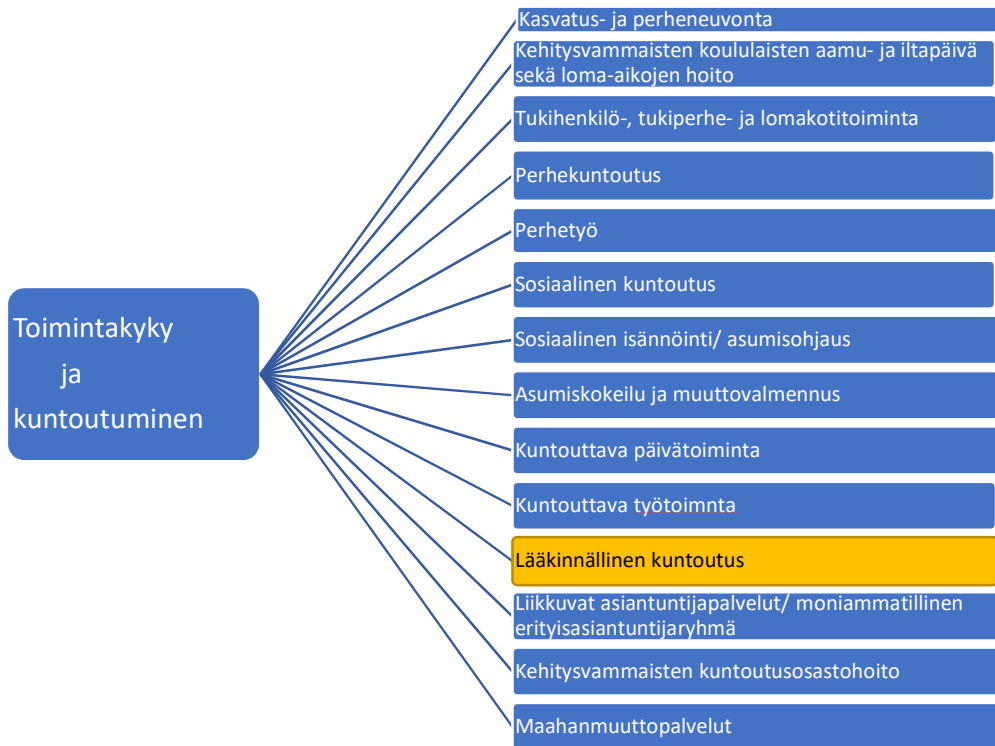 Kasvatus- ja perheneuvonta
Kehitysvammaisten koululaisten aamu- ja iltapäivä
sekä loma-aikojen hoito
Tukihenkilö-, tukiperhe- ja lomakotitoiminta
Perhekuntoutus
Perhetyö
Sosiaalinen kuntoutus
Toimintakyky
ja
kuntoutuminen
Sosiaalinen isännöinti/ asumisohjaus
Asumiskokeilu ja muuttovalmennus
Kuntouttava päivätoiminta
Kuntouttava työtoimnta
Lääkinnällinen kuntoutus
Liikkuvat asiantuntijapalvelut/ moniammatillinen
erityisasiantuntijaryhmä
Kehitysvammaisten kuntoutusosastohoito
Maahanmuuttopalvelut